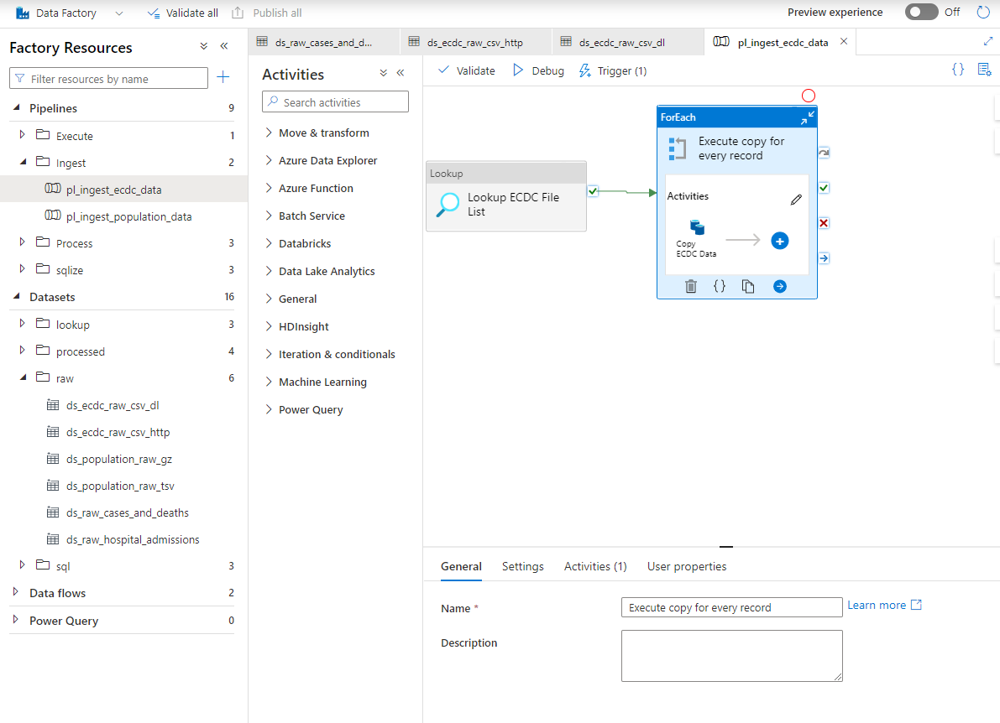 Data Factory
Validate all
Publish all
Preview experience
Off
Factory Resources
Filter resources by name
Pipelines 9
Execute 1
Ingest 2
pl_ingest_ecdc_data
pl_ingest_population_data
Process 3
sqlize 3
Datasets 16
lookup 3
processed 4
raw 6
ds_ecdc_raw_csv_dl
ds_ecdc_raw_csv_http
ds_population_raw_gz
ds_population_raw_tsv
ds_raw_cases_and_deaths
ds_raw_hospital_admissions
sql 3
Data flows 2
Power Query 0
ds_raw_cases_and_d...
ds_ecdc_raw_csv_http
ds_ecdc_raw_csv_dl
pl_ingest_ecdc_data
Activities
Search activities
Move & transform
Azure Data Explorer
Azure Function
Batch Service
Databricks
Data Lake Analytics
General
HDInsight
Iteration & conditionals
Machine Learning
Power Query
Validate
Debug
Trigger (1)
Lookup
Lookup ECDC File
List
ForEach
Execute copy for
every record
Activities
Copy
ECDC Data
General
Settings
Activities (1)
User properties
Name *
Execute copy for every record
Learn more
Description